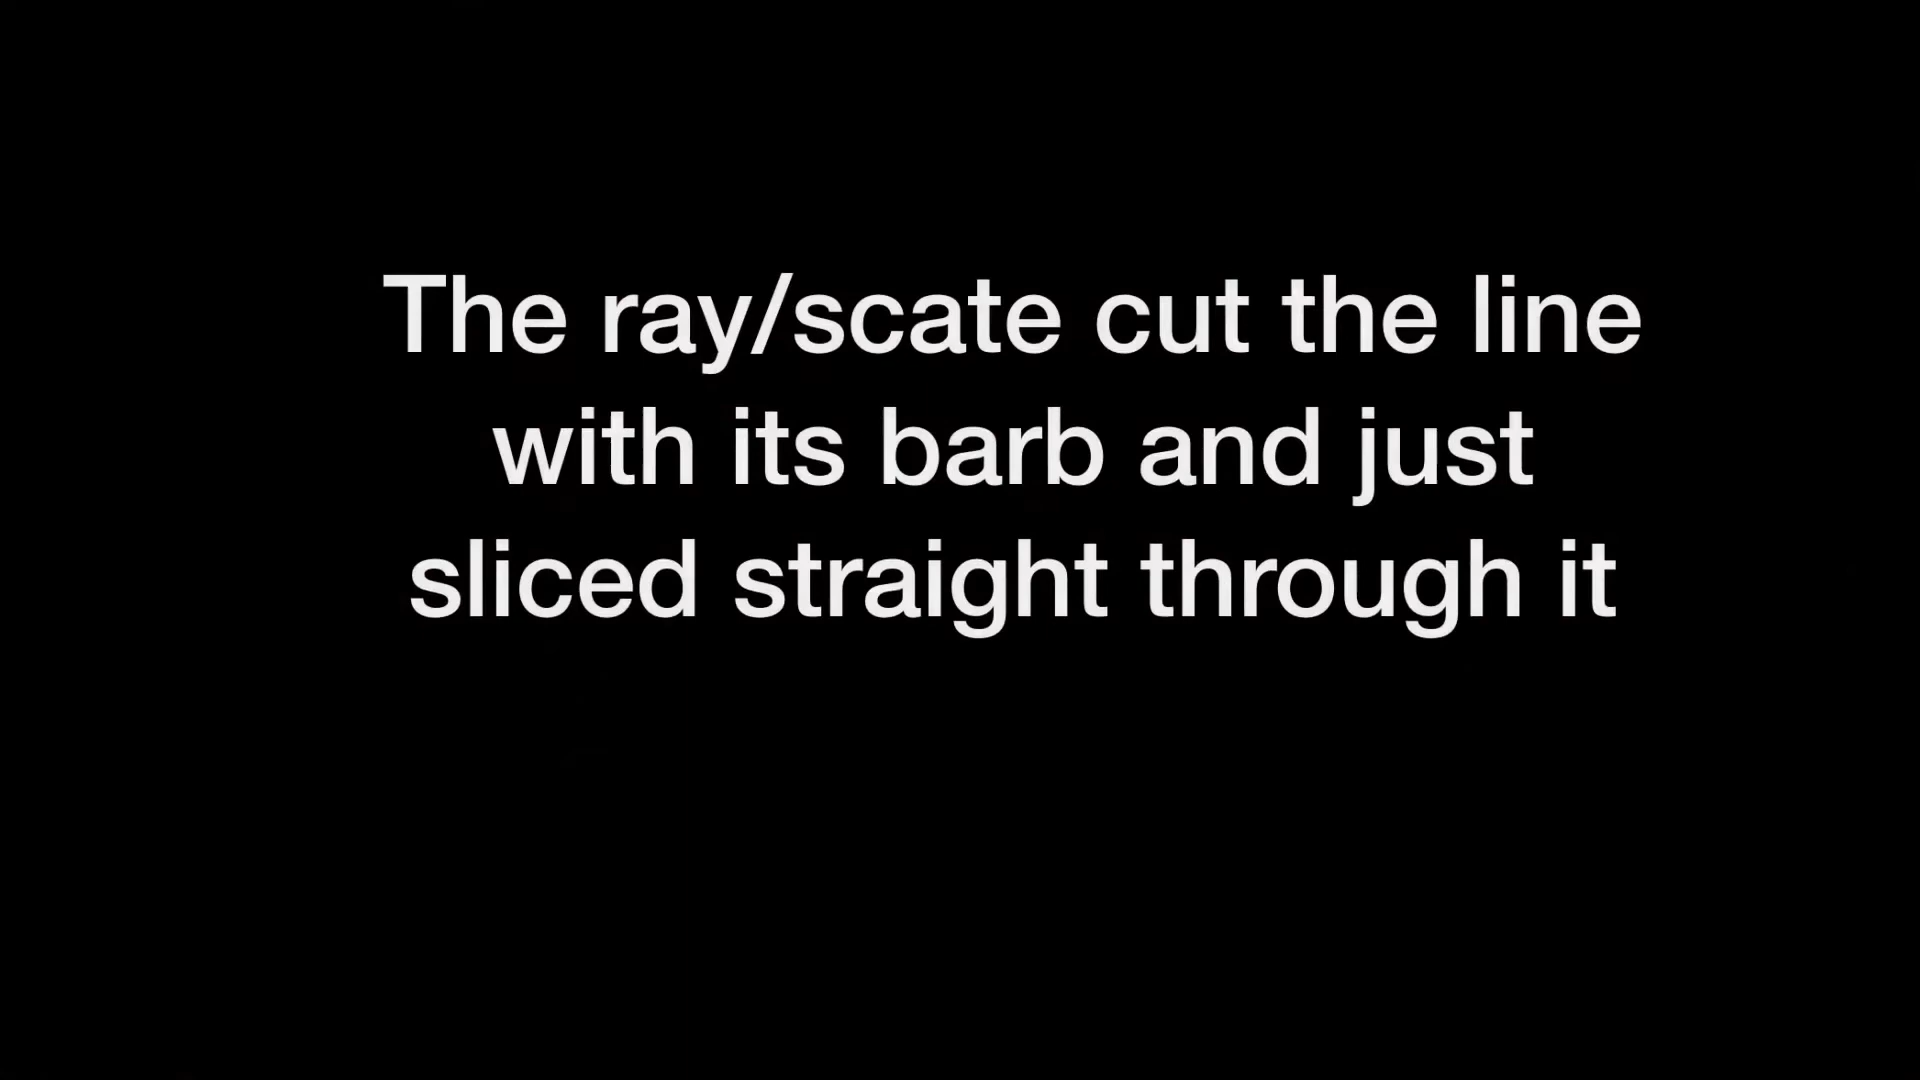 The ray/scate cut the line
with its barb and just
sliced straight through it